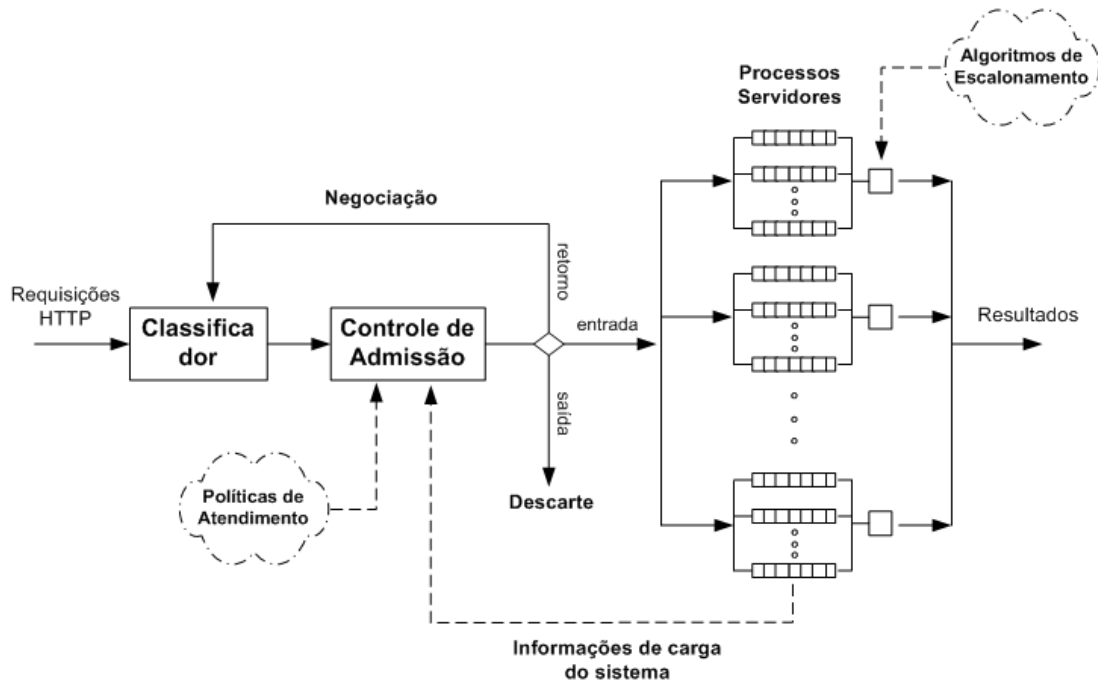 Algoritmos de
Escalonamento
Processos
Servidores
Negociação
retorno
Requisições
HTTP
Classifica
dor
Controle de
Admissão
entrada
Resultados
saída
Políticas de
Atendimento
Descarte
Informações de carga
do sistema